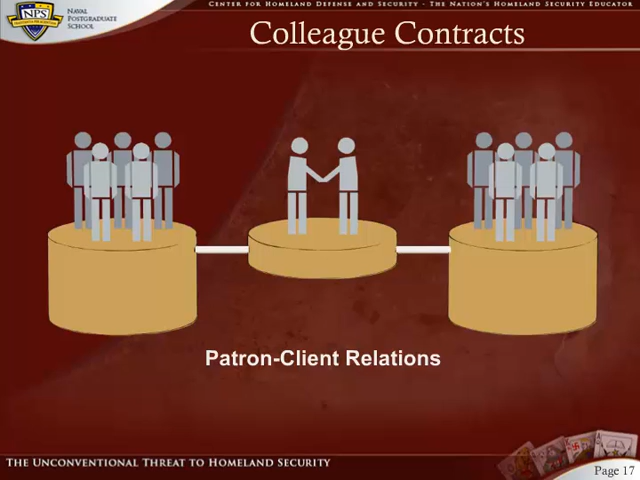 Center for Homeland Defense and Security - The Nation's Homeland Security Educator
NPS
Naval
Postgraduate
School
Colleague Contracts
Patron-Client Relations
The Unconventional Threat to Homeland Security
Page 17